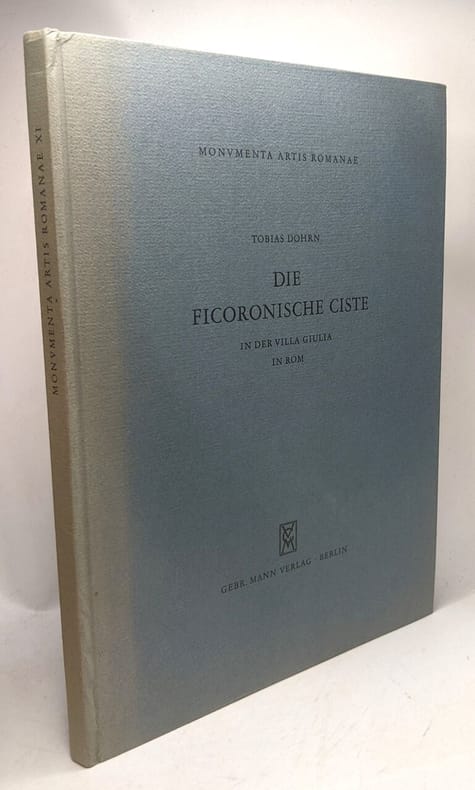 MONVMENTA ARTIS ROMANAE XI
MONVMENTA ARTIS ROMANAE
TOBIAS DOHRN
DIE
FICORONISCHE CISTE
IN DER VILLA GIULIA
IN ROM
GEBR. MANN VERLAG · BERLIN